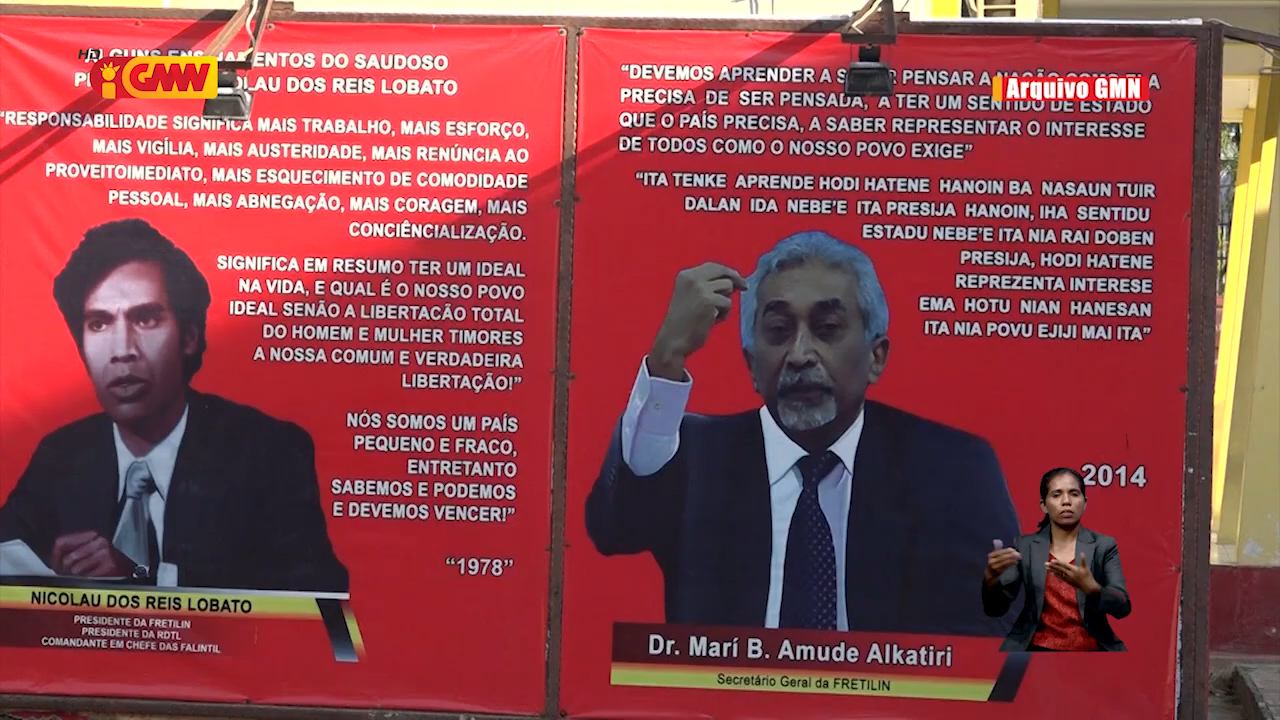 HD
GMN
Arquivo GMN
ALGUNS ENSINAMENTOS DO SAUDOSO
NICOLAU DOS REIS LOBATO
"RESPONSABILIDADE SIGNIFICA MAIS TRABALHO, MAIS ESFORÇO,
MAIS VIGÍLIA, MAIS AUSTERIDADE, MAIS RENÚNCIA AO
PROVEITOIMEDIATO, MAIS ESQUECIMENTO DE COMODIDADE
PESSOAL, MAIS ABNEGAÇÃO, MAIS CORAGEM, MAIS
CONCIÊNCIALIZAÇÃO.
SIGNIFICA EM RESUMO TER UM IDEAL
NA VIDA, E QUAL É O NOSSO POVO
IDEAL SENÃO A LIBERTACÃO TOTAL
DO HOMEM E MULHER TIMORES
A NOSSA COMUM E VERDADEIRA
LIBERTAÇÃO!"
NÓS SOMOS UM PAÍS
PEQUENO E FRACO,
ENTRETANTO
SABEMOS E PODEMOS
E DEVEMOS VENCER!"
"1978"
NICOLAU DOS REIS LOBATO
PRESIDENTE DA FRETILIN
PRESIDENTE DA RDTL
COMANDANTE EM CHEFE DAS FALINTIL
"DEVEMOS APRENDER A SABER PENSAR A NAÇÃO COMO ELA
PRECISA DE SER PENSADA, A TER UM SENTIDO DE ESTADO
QUE O PAÍS PRECISA, A SABER REPRESENTAR O INTERESSE
DE TODOS COMO O NOSSO POVO EXIGE"
"ITA TENKE APRENDE HODI HATENE HANOIN BA NASAUN TUIR
DALAN IDA NEBE'E ITA PRESIJA HANOIN, IHA SENTIDU
ESTADU NEBE'E ITA NIA RAI DOBEN
PRESIJA, HODI HATENE
REPREZENTA INTERESE
EMA HOTU NIAN HANESAN
ITA NIA POVU EJIJI MAI ITA"
2014
Dr. Marí B. Amude Alkatiri
Secretário Geral da FRETILIN